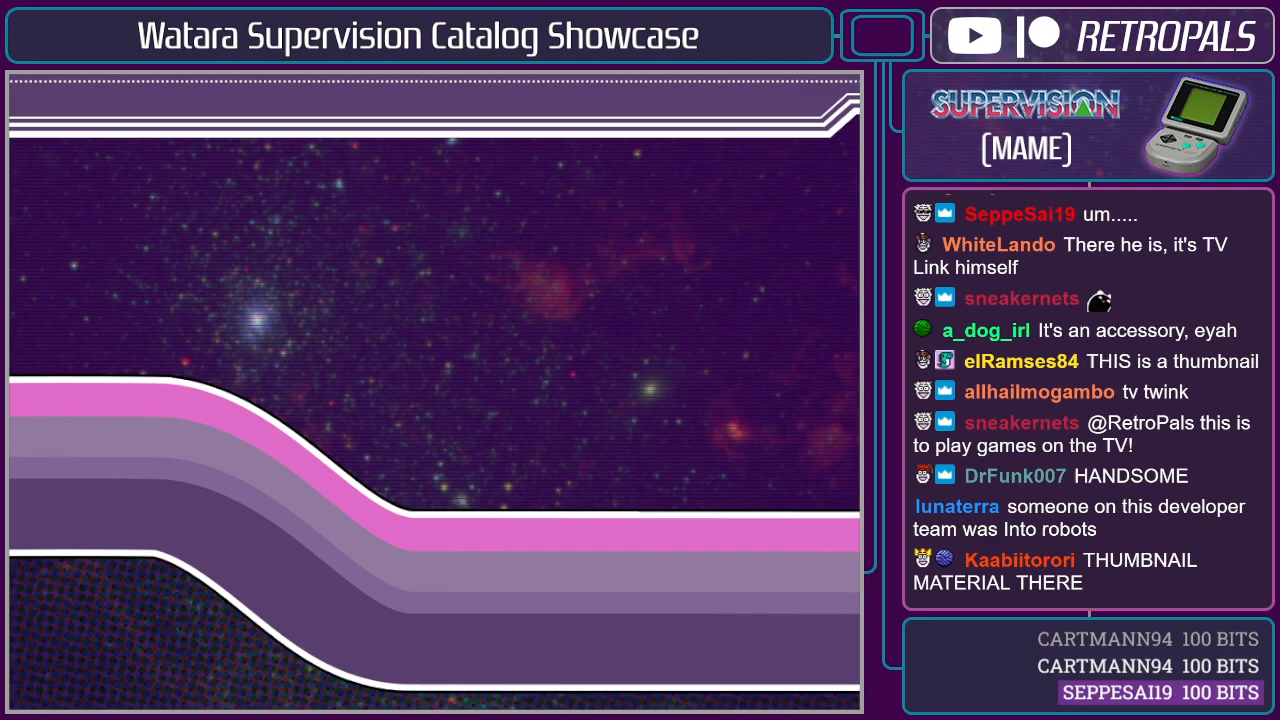 Watara Supervision Catalog Showcase
RETROPALS
SUPERVISION
[MAME]
SeppeSai19 um.....
WhiteLando There he is, it's TV
Link himself
sneakernets
a_dog_irl It's an accessory, eyah
elRamses84 THIS is a thumbnail
allhailmogambo tv twink
sneakernets @RetroPals this is
to play games on the TV!
DrFunk007 HANDSOME
lunaterra someone on this developer
team was Into robots
Kaabiitorori THUMBNAIL
MATERIAL THERE
CARTMANN94 100 BITS
CARTMANN94 100 BITS
SEPPESAI19 100 BITS